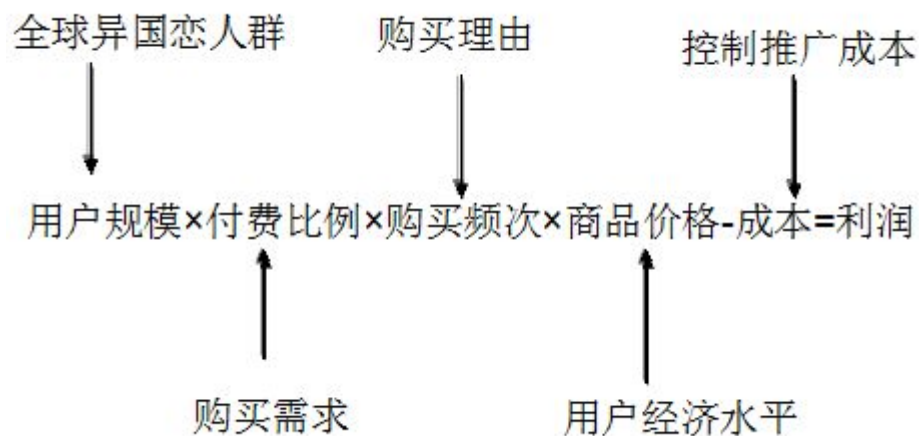 全球异国恋人群
购买理由
控制推广成本
用户规模×付费比例×购买频次×商品价格-成本=利润
购买需求
用户经济水平